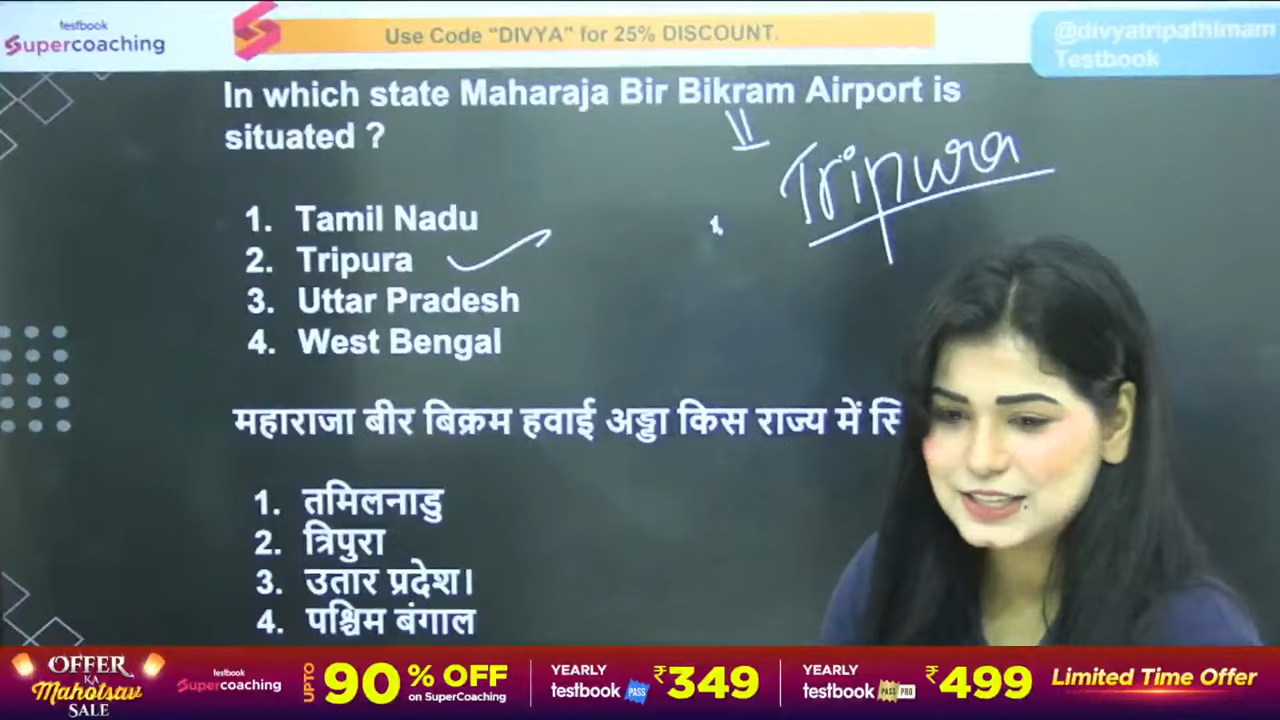 testbook
Supercoaching
Use Code "DIVYA" for 25% DISCOUNT.
@divyatripathimam
Testbook
In which state Maharaja Bir Bikram Airport is
situated ?
Tripura
1. Tamil Nadu
2. Tripura
3. Uttar Pradesh
4. West Bengal
महाराजा बीर बिक्रम हवाई अड्डा किस राज्य में
1. तमिलनाडु
2. त्रिपुरा
3. उतार प्रदेश।
4. पश्चिम बंगाल
OFFER
KA
Mahotsav
SALE
testbook
Supercoaching
UPTO 90% OFF
on SuperCoaching
YEARLY
testbook PASS
₹349
YEARLY
testbook PASS PRO
₹499
Limited Time Offer